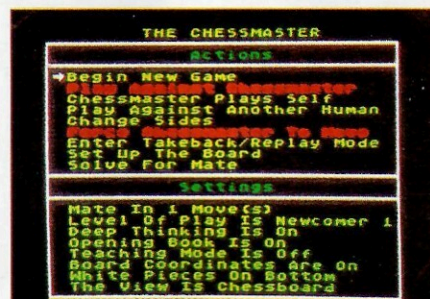 THE CHESSMASTER
Actions
Begin New Game
Play Against Chessmaster
Chessmaster Plays Self
Play Against Another Human
Change Sides
Force Chessmaster To Move
Enter Takeback/Replay Mode
Set Up The Board
Solve For Mate
Settings
Mate In 1 Move(s)
Level Of Play Is Newcomer 1
Deep Thinking Is On
Opening Book Is On
Teaching Mode Is Off
Board Coordinates Are On
White Pieces On Bottom
The View Is Chessboard